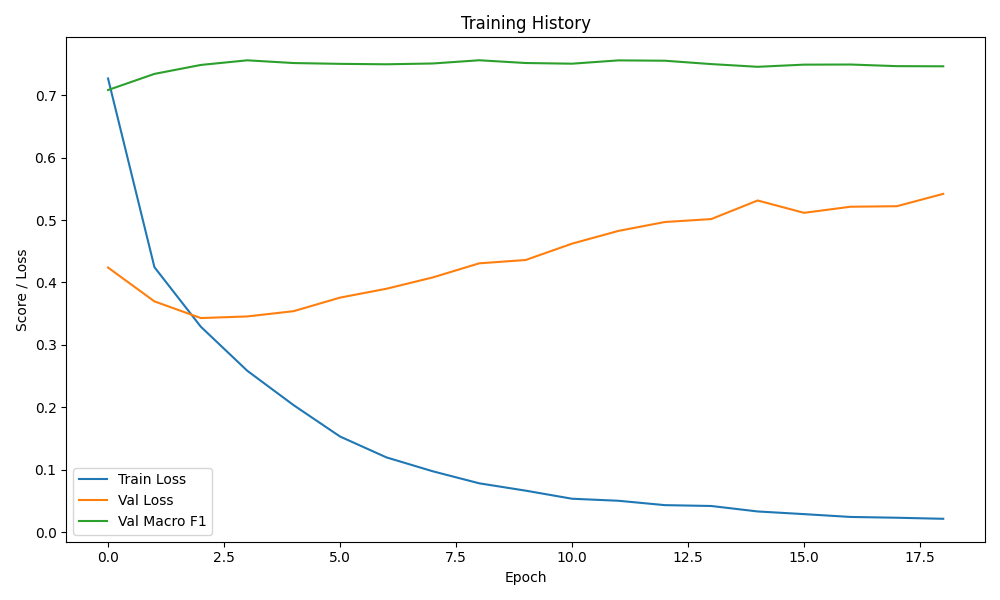 Training History
Score / Loss
0.7
0.6
0.5
0.4
0.3
0.2
0.1
0.0
Train Loss
Val Loss
Val Macro F1
0.0 2.5 5.0 7.5 10.0 12.5 15.0 17.5
Epoch